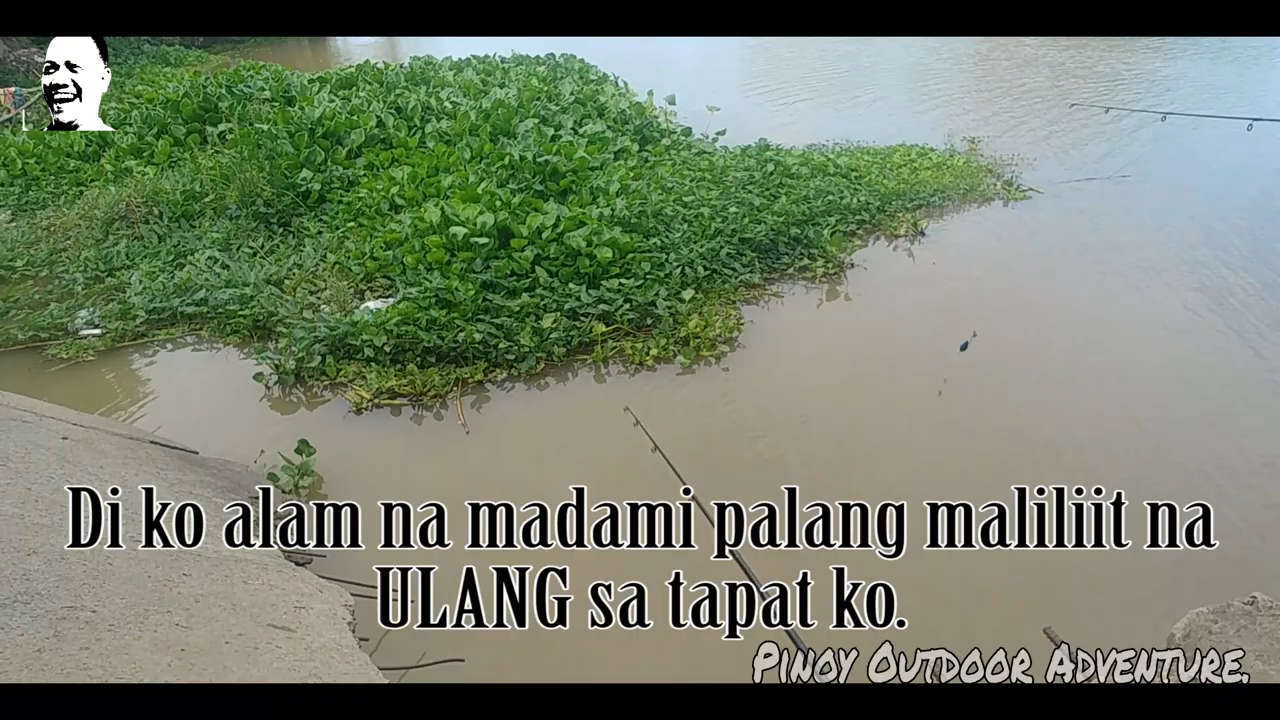 Di ko alam na madami palang maliliit na
ULANG sa tapat ko.
Pinoy Outdoor Adventure.